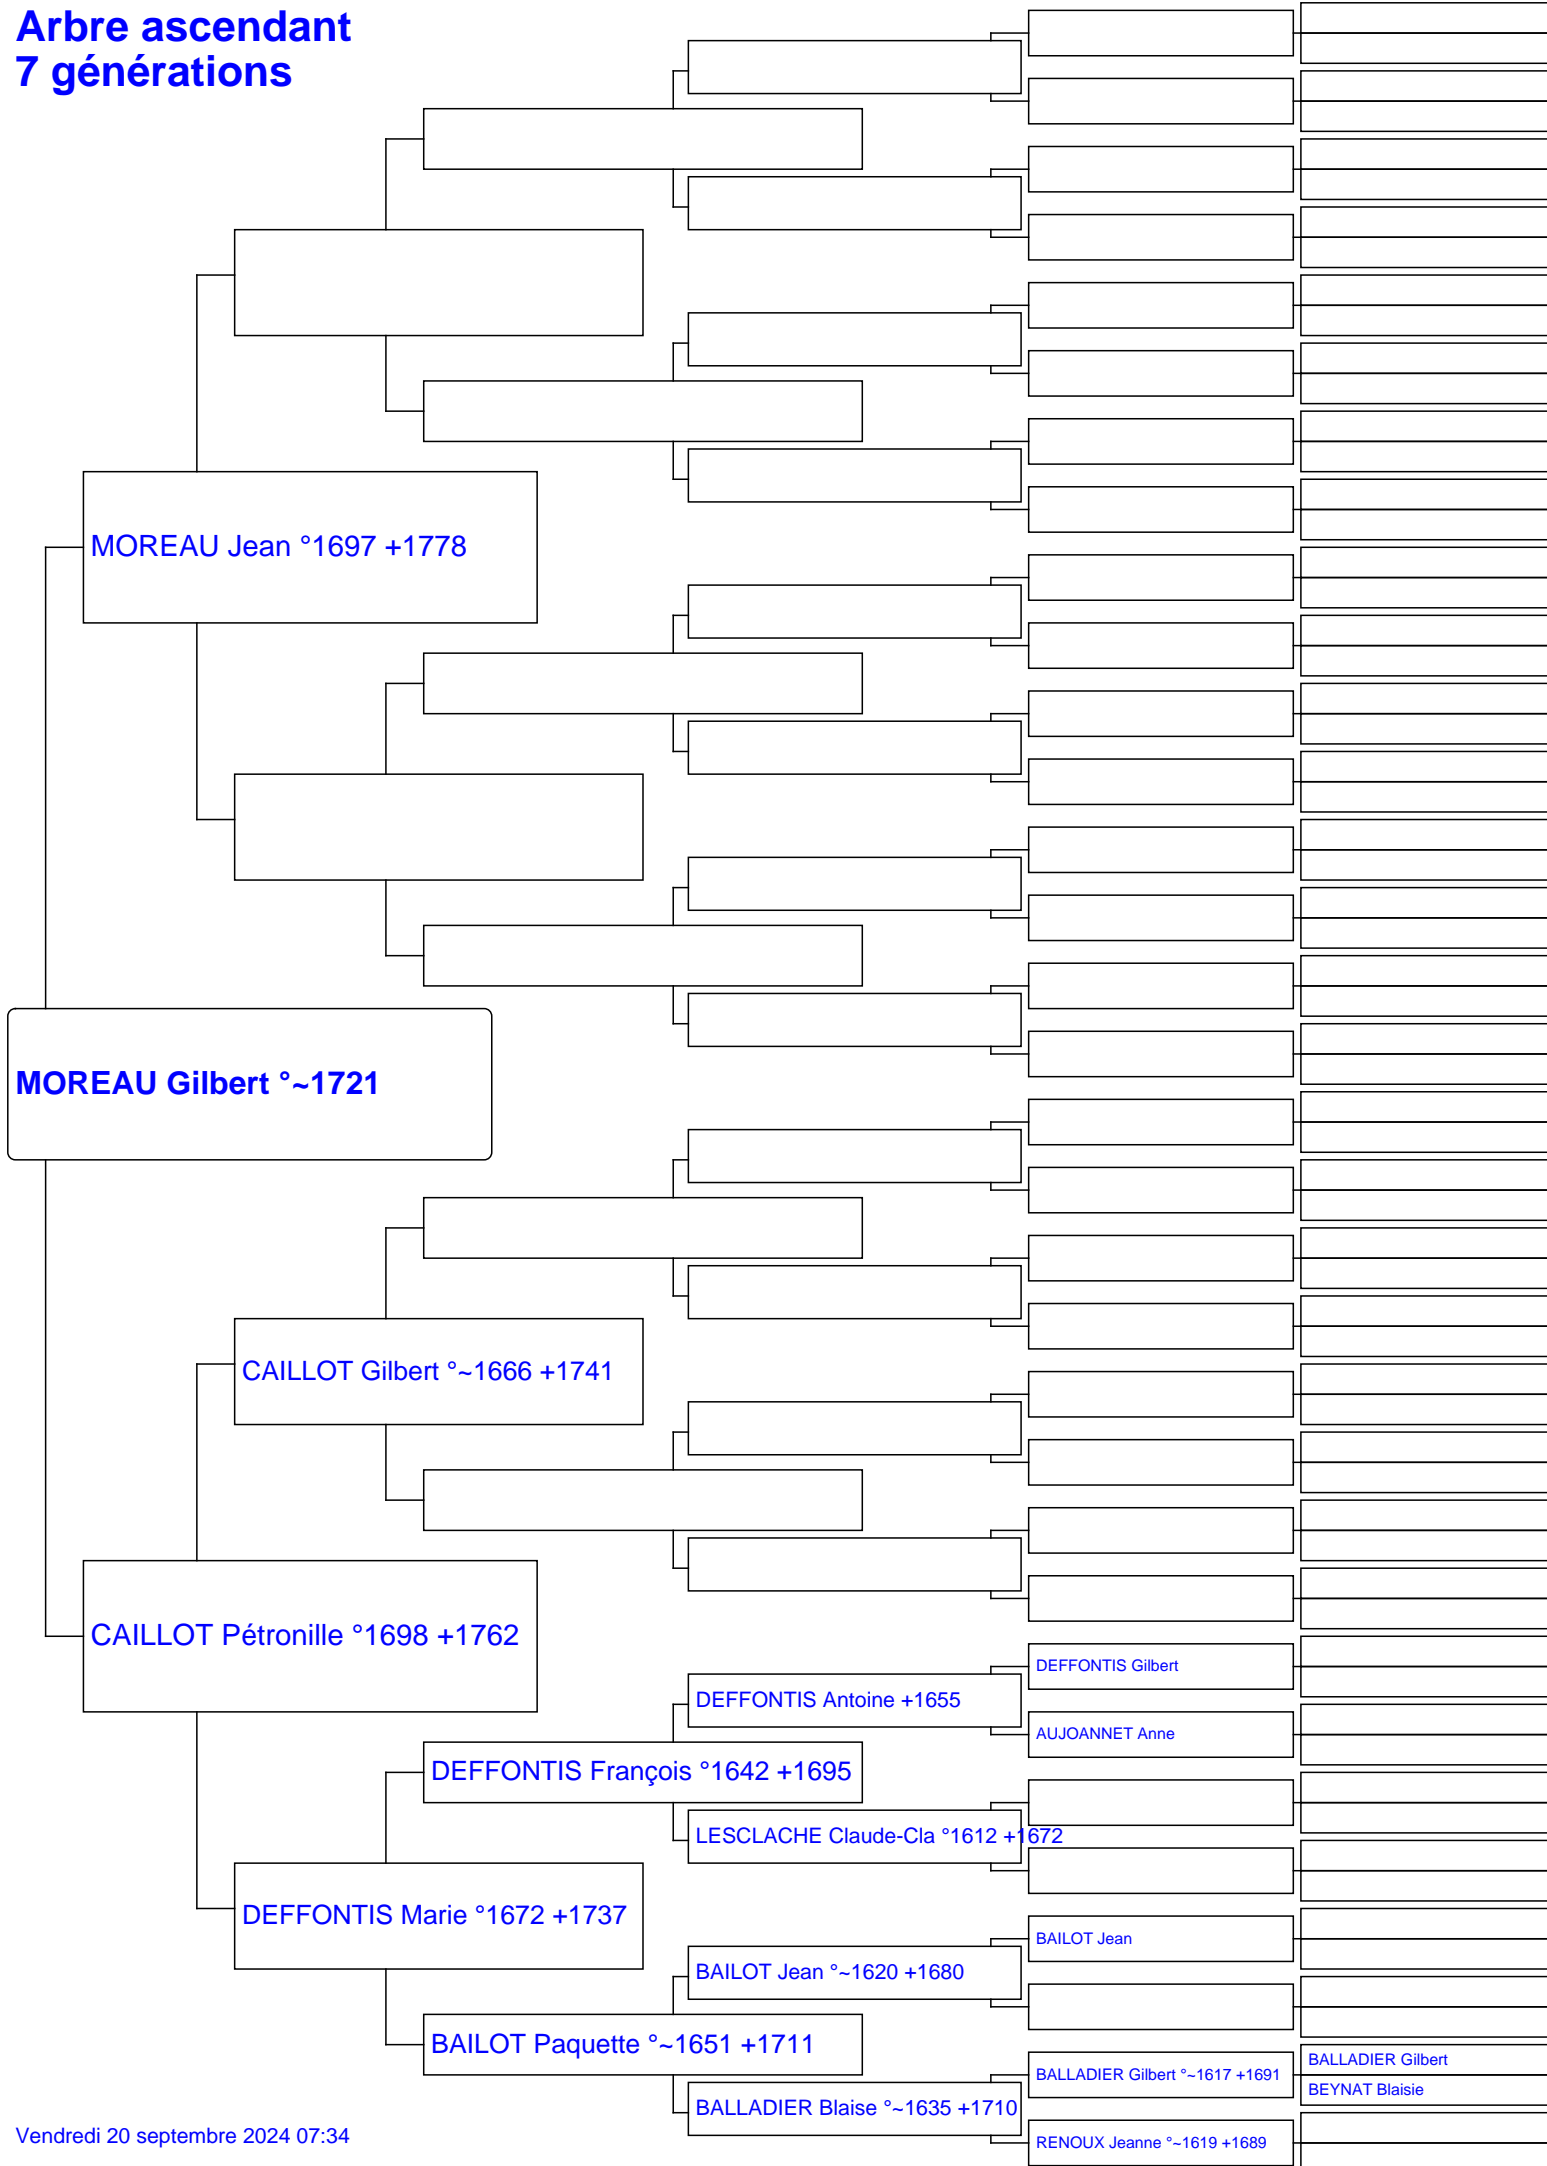 Arbre ascendant
7 générations
MOREAU Jean °1697 +1778
MOREAU Gilbert °~1721
CAILLOT Gilbert °~1666 +1741
CAILLOT Pétronille °1698 +1762
DEFFONTIS Gilbert
DEFFONTIS Antoine +1655
AUJOANNET Anne
DEFFONTIS François °1642 +1695
LESCLACHE Claude-Cla °1612 +1672
DEFFONTIS Marie °1672 +1737
BAILOT Jean
BAILOT Jean °~1620 +1680
BAILOT Paquette °~1651 +1711
BALLADIER Gilbert
BALLADIER Gilbert °~1617 +1691
BEYNAT Blaisie
BALLADIER Blaise °~1635 +1710
RENOUX Jeanne °~1619 +1689
Vendredi 20 septembre 2024 07:34